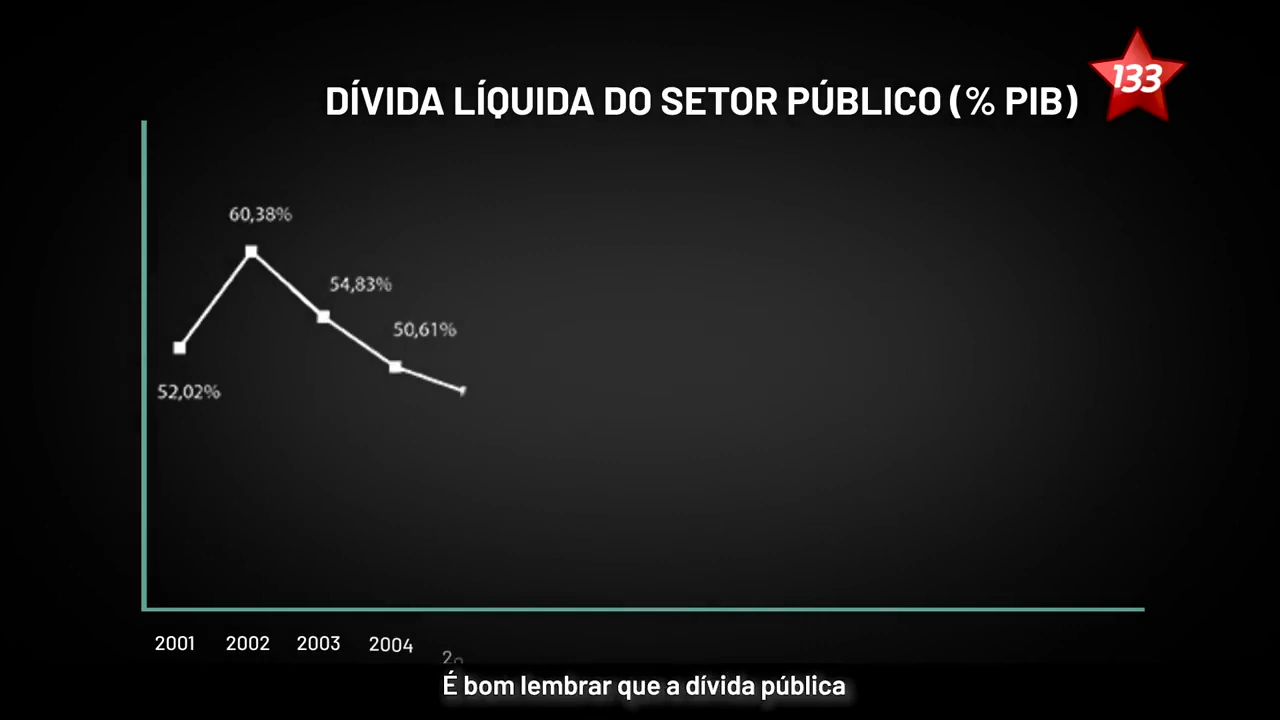 133
DÍVIDA LÍQUIDA DO SETOR PÚBLICO (% PIB)
60,38%
54,83%
50,61%
52,02%
2001 2002 2003 2004
É bom lembrar que a dívida pública